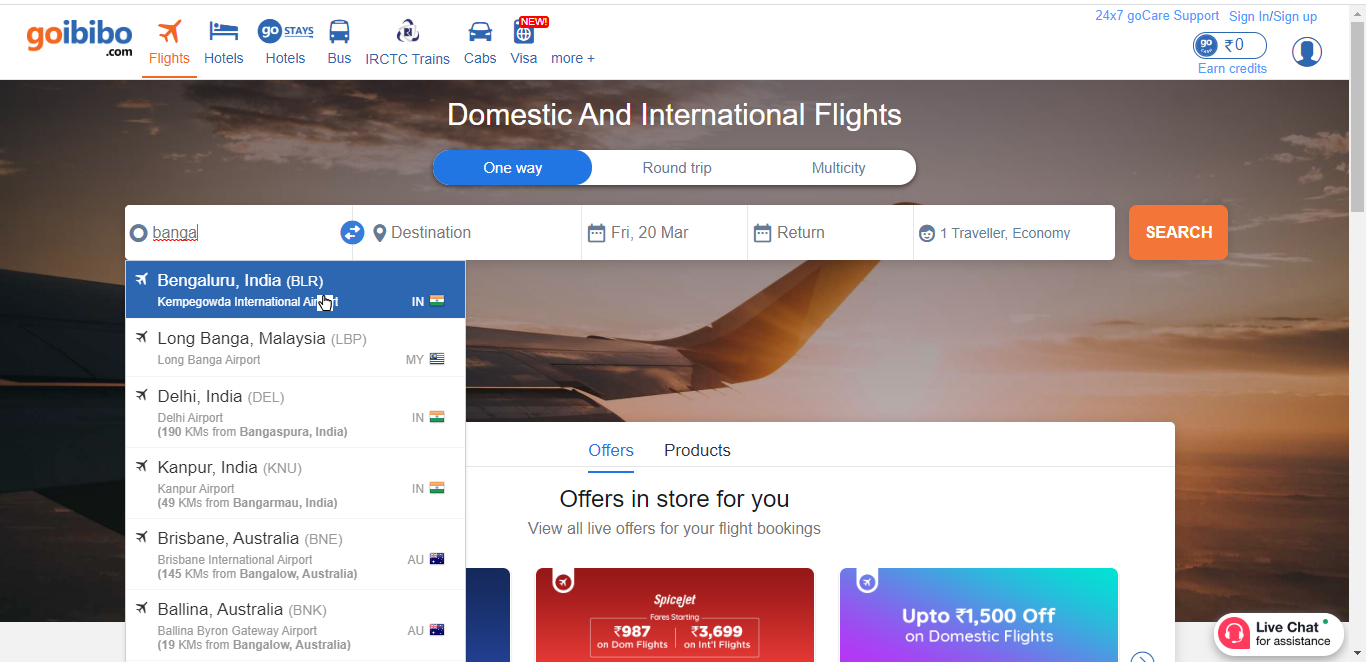 24x7 goCare Support Sign In/Sign up
goibibo
.com
Flights
Hotels
go STAYS
Hotels
Bus
IRCTC Trains
Cabs
NEW!
Visa
more +
go
₹0
Earn credits
Domestic And International Flights
One way
Round trip
Multicity
banga
Destination
Fri, 20 Mar
Return
1 Traveller, Economy
SEARCH
Bengaluru, India (BLR)
Kempegowda International Airport IN
Long Banga, Malaysia (LBP)
Long Banga Airport MY
Delhi, India (DEL)
Delhi Airport IN
(190 KMs from Bangaspura, India)
Kanpur, India (KNU)
Kanpur Airport IN
(49 KMs from Bangarmau, India)
Brisbane, Australia (BNE)
Brisbane International Airport AU
(145 KMs from Bangalow, Australia)
Ballina, Australia (BNK)
Ballina Byron Gateway Airport AU
(19 KMs from Bangalow, Australia)
Offers
Products
Offers in store for you
View all live offers for your flight bookings
SpiceJet
Fares Starting
₹987 ₹3,699
on Dom Flights on Int'l Flights
Upto ₹1,500 Off
on Domestic Flights
Live Chat
for assistance